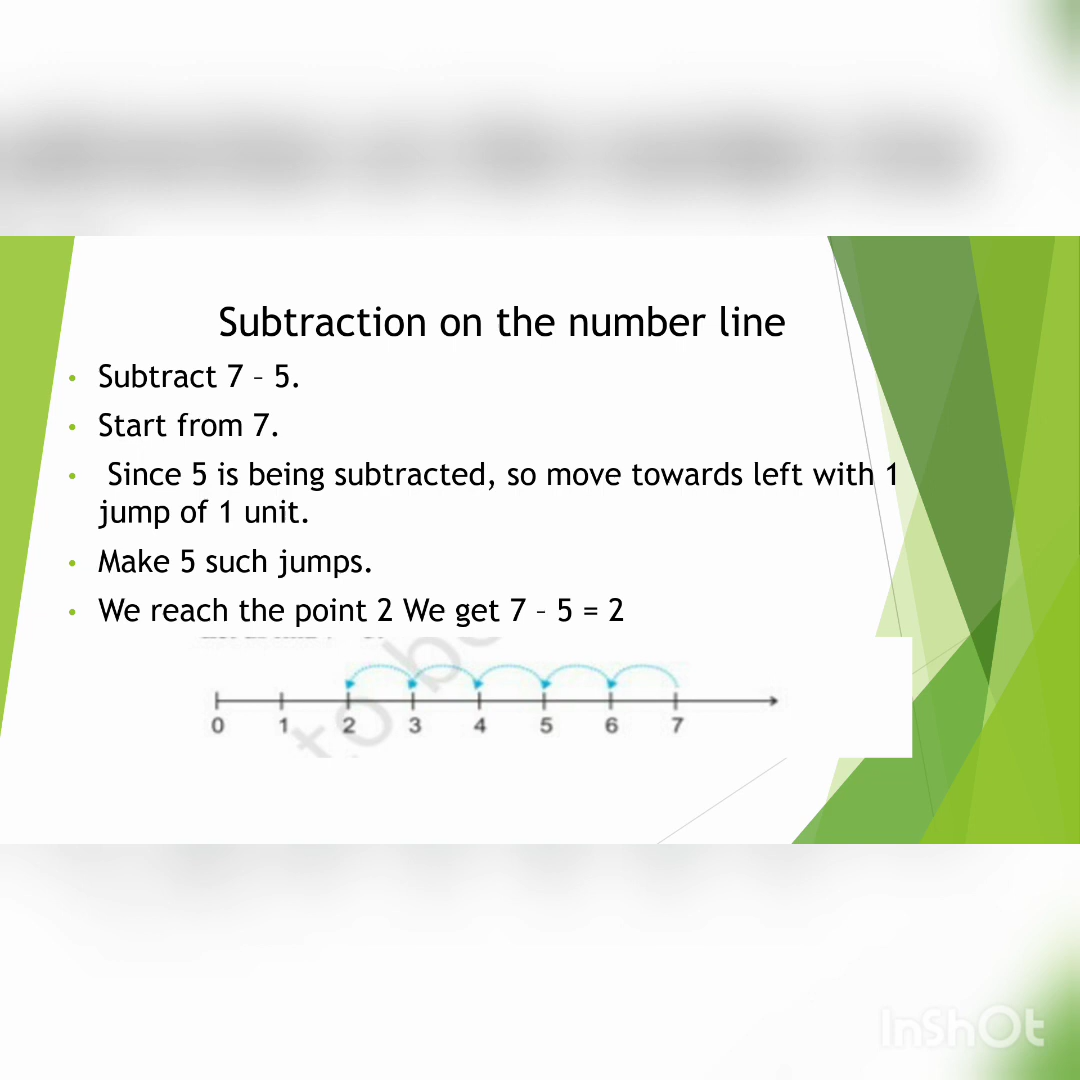 Subtraction on the number line
• Subtract 7 – 5.
• Start from 7.
• Since 5 is being subtracted, so move towards left with 1
jump of 1 unit.
• Make 5 such jumps.
• We reach the point 2 We get 7 – 5 = 2
to be
0 1 2 3 4 5 6 7
InShOt